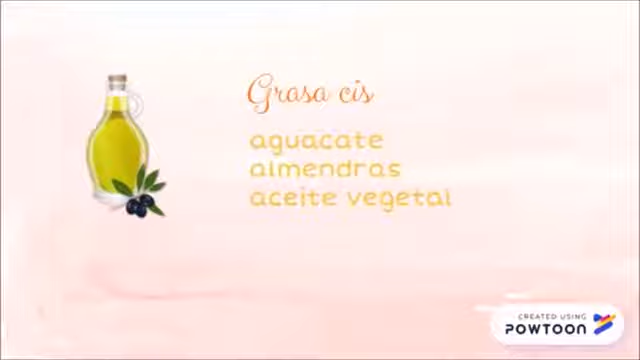 Grasa cis
aguacate
almendras
aceite vegetal
CREATED USING
POWTOON